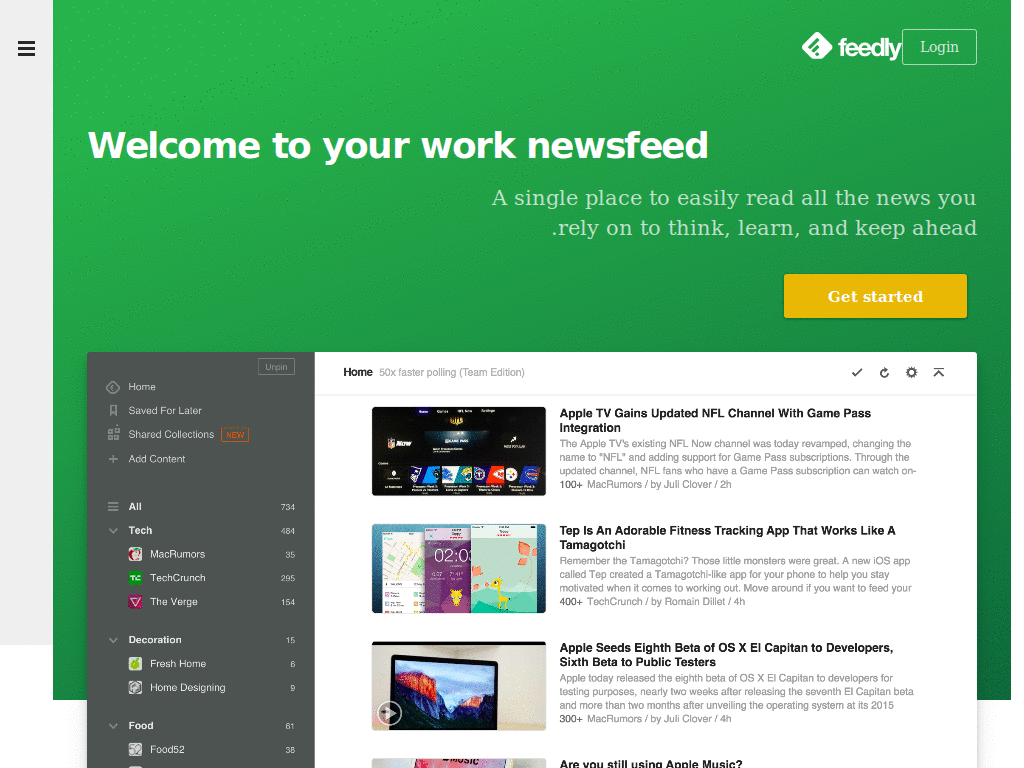 feedly
Login
Welcome to your work newsfeed
A single place to easily read all the news you
.rely on to think, learn, and keep ahead
Get started
Unpin
Home
Saved For Later
Shared Collections NEW
Add Content
All 734
Tech 484
MacRumors 35
TechCrunch 295
The Verge 154
Decoration 15
Fresh Home 6
Home Designing 9
Food 61
Food52 38
Home 50x faster polling (Team Edition)
Apple TV Gains Updated NFL Channel With Game Pass
Integration
The Apple TV's existing NFL Now channel was today revamped, changing the
name to "NFL" and adding support for Game Pass subscriptions. Through the
updated channel, NFL fans who have a Game Pass subscription can watch on-
100+ MacRumors / by Juli Clover / 2h
Tep Is An Adorable Fitness Tracking App That Works Like A
Tamagotchi
Remember the Tamagotchi? Those little monsters were great. A new iOS app
called Tep created a Tamagotchi-like app for your phone to help you stay
motivated when it comes to working out. Move around if you want to feed your
400+ TechCrunch / by Romain Dillet / 4h
Apple Seeds Eighth Beta of OS X El Capitan to Developers,
Sixth Beta to Public Testers
Apple today released the eighth beta of OS X El Capitan to developers for
testing purposes, nearly two weeks after releasing the seventh El Capitan beta
and more than two months after unveiling the operating system at its 2015
300+ MacRumors / by Juli Clover / 4h
Are you still using Apple Music?